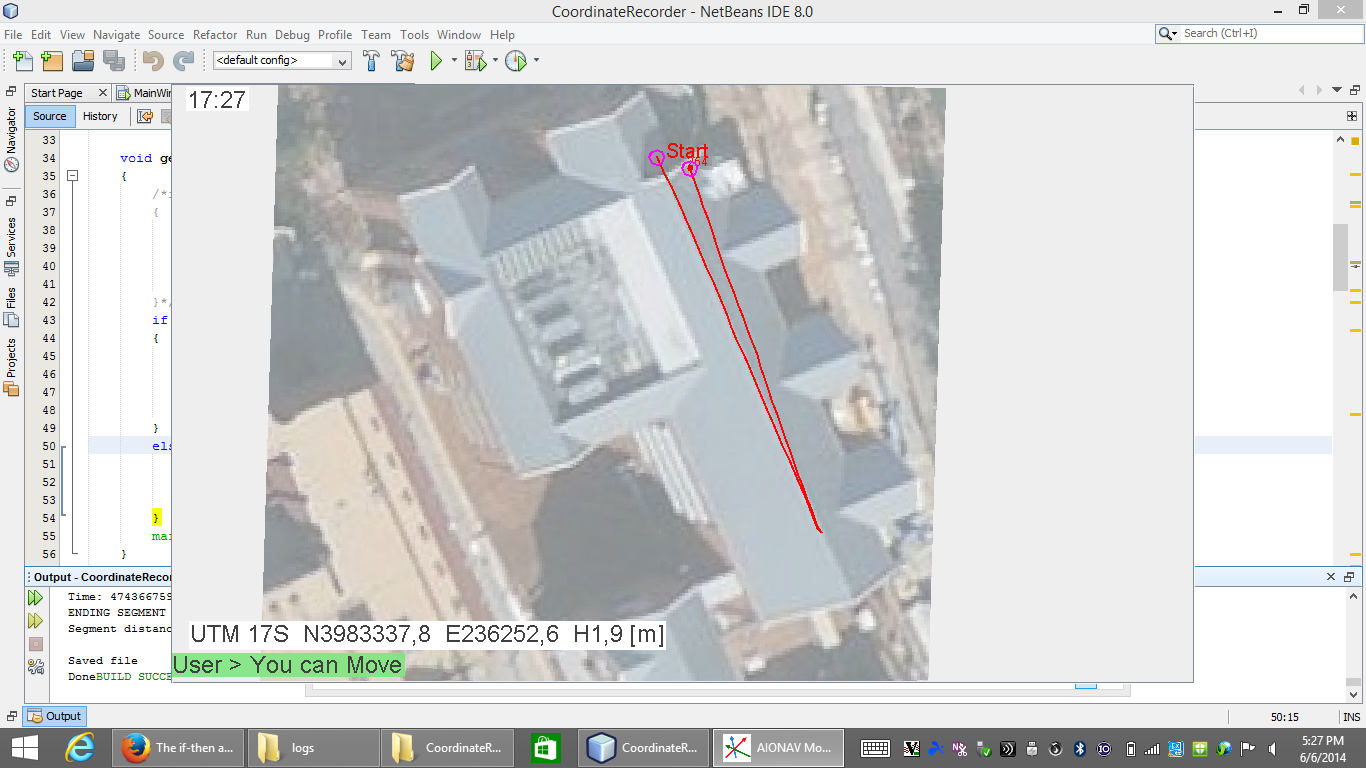 CoordinateRecorder - NetBeans IDE 8.0
File Edit View Navigate Source Refactor Run Debug Profile Team Tools Window Help
Search (Ctrl+I)
<default config>
Start Page
MainWin
Source History
Navigator
Services
Files
Projects
33
34 void ge
35 {
36 /*
37 {
38
39
40
41
42 }*/
43 if
44 {
45
46
47
48
49 }
50 els
51
52
53
54 }
55 mai
56 }
17:27
Start
UTM 17S N3983337,8 E236252,6 H1,9 [m]
User > You can Move
Output - CoordinateRecor
Time: 474366759
ENDING SEGMENT
Segment distanc
Saved file
DoneBUILD SUCCE
Output
50:15 INS
The if-then a...
logs
CoordinateR...
CoordinateR...
AIONAV Mo...
5:27 PM
6/6/2014